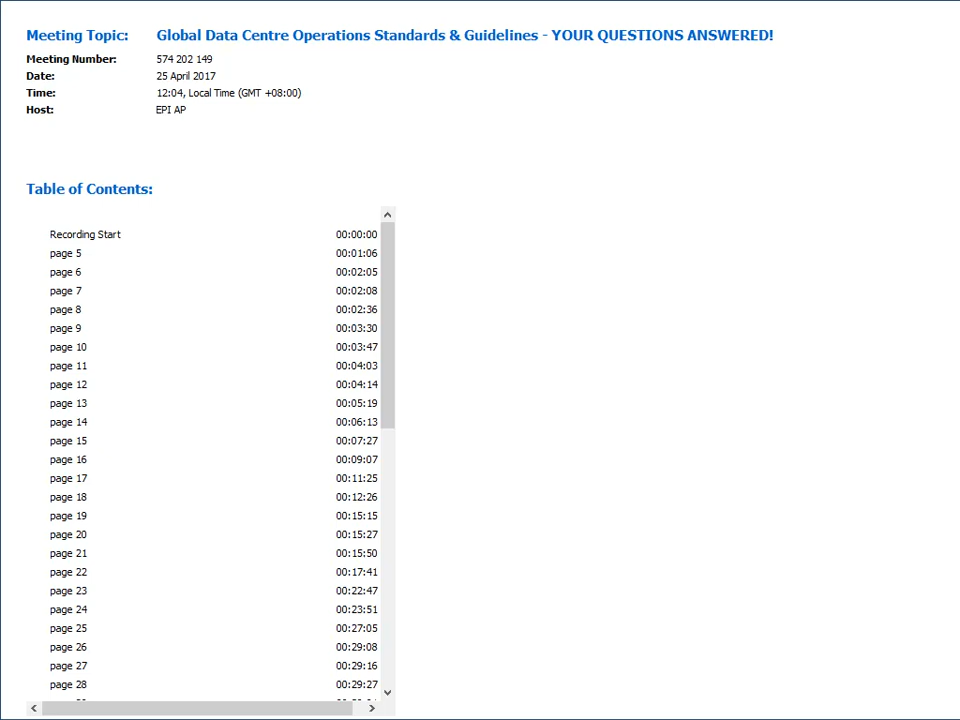 Meeting Topic: Global Data Centre Operations Standards & Guidelines - YOUR QUESTIONS ANSWERED!
Meeting Number: 574 202 149
Date: 25 April 2017
Time: 12:04, Local Time (GMT +08:00)
Host: EPI AP
Table of Contents:
Recording Start 00:00:00
page 5 00:01:06
page 6 00:02:05
page 7 00:02:08
page 8 00:02:36
page 9 00:03:30
page 10 00:03:47
page 11 00:04:03
page 12 00:04:14
page 13 00:05:19
page 14 00:06:13
page 15 00:07:27
page 16 00:09:07
page 17 00:11:25
page 18 00:12:26
page 19 00:15:15
page 20 00:15:27
page 21 00:15:50
page 22 00:17:41
page 23 00:22:47
page 24 00:23:51
page 25 00:27:05
page 26 00:29:08
page 27 00:29:16
page 28 00:29:27